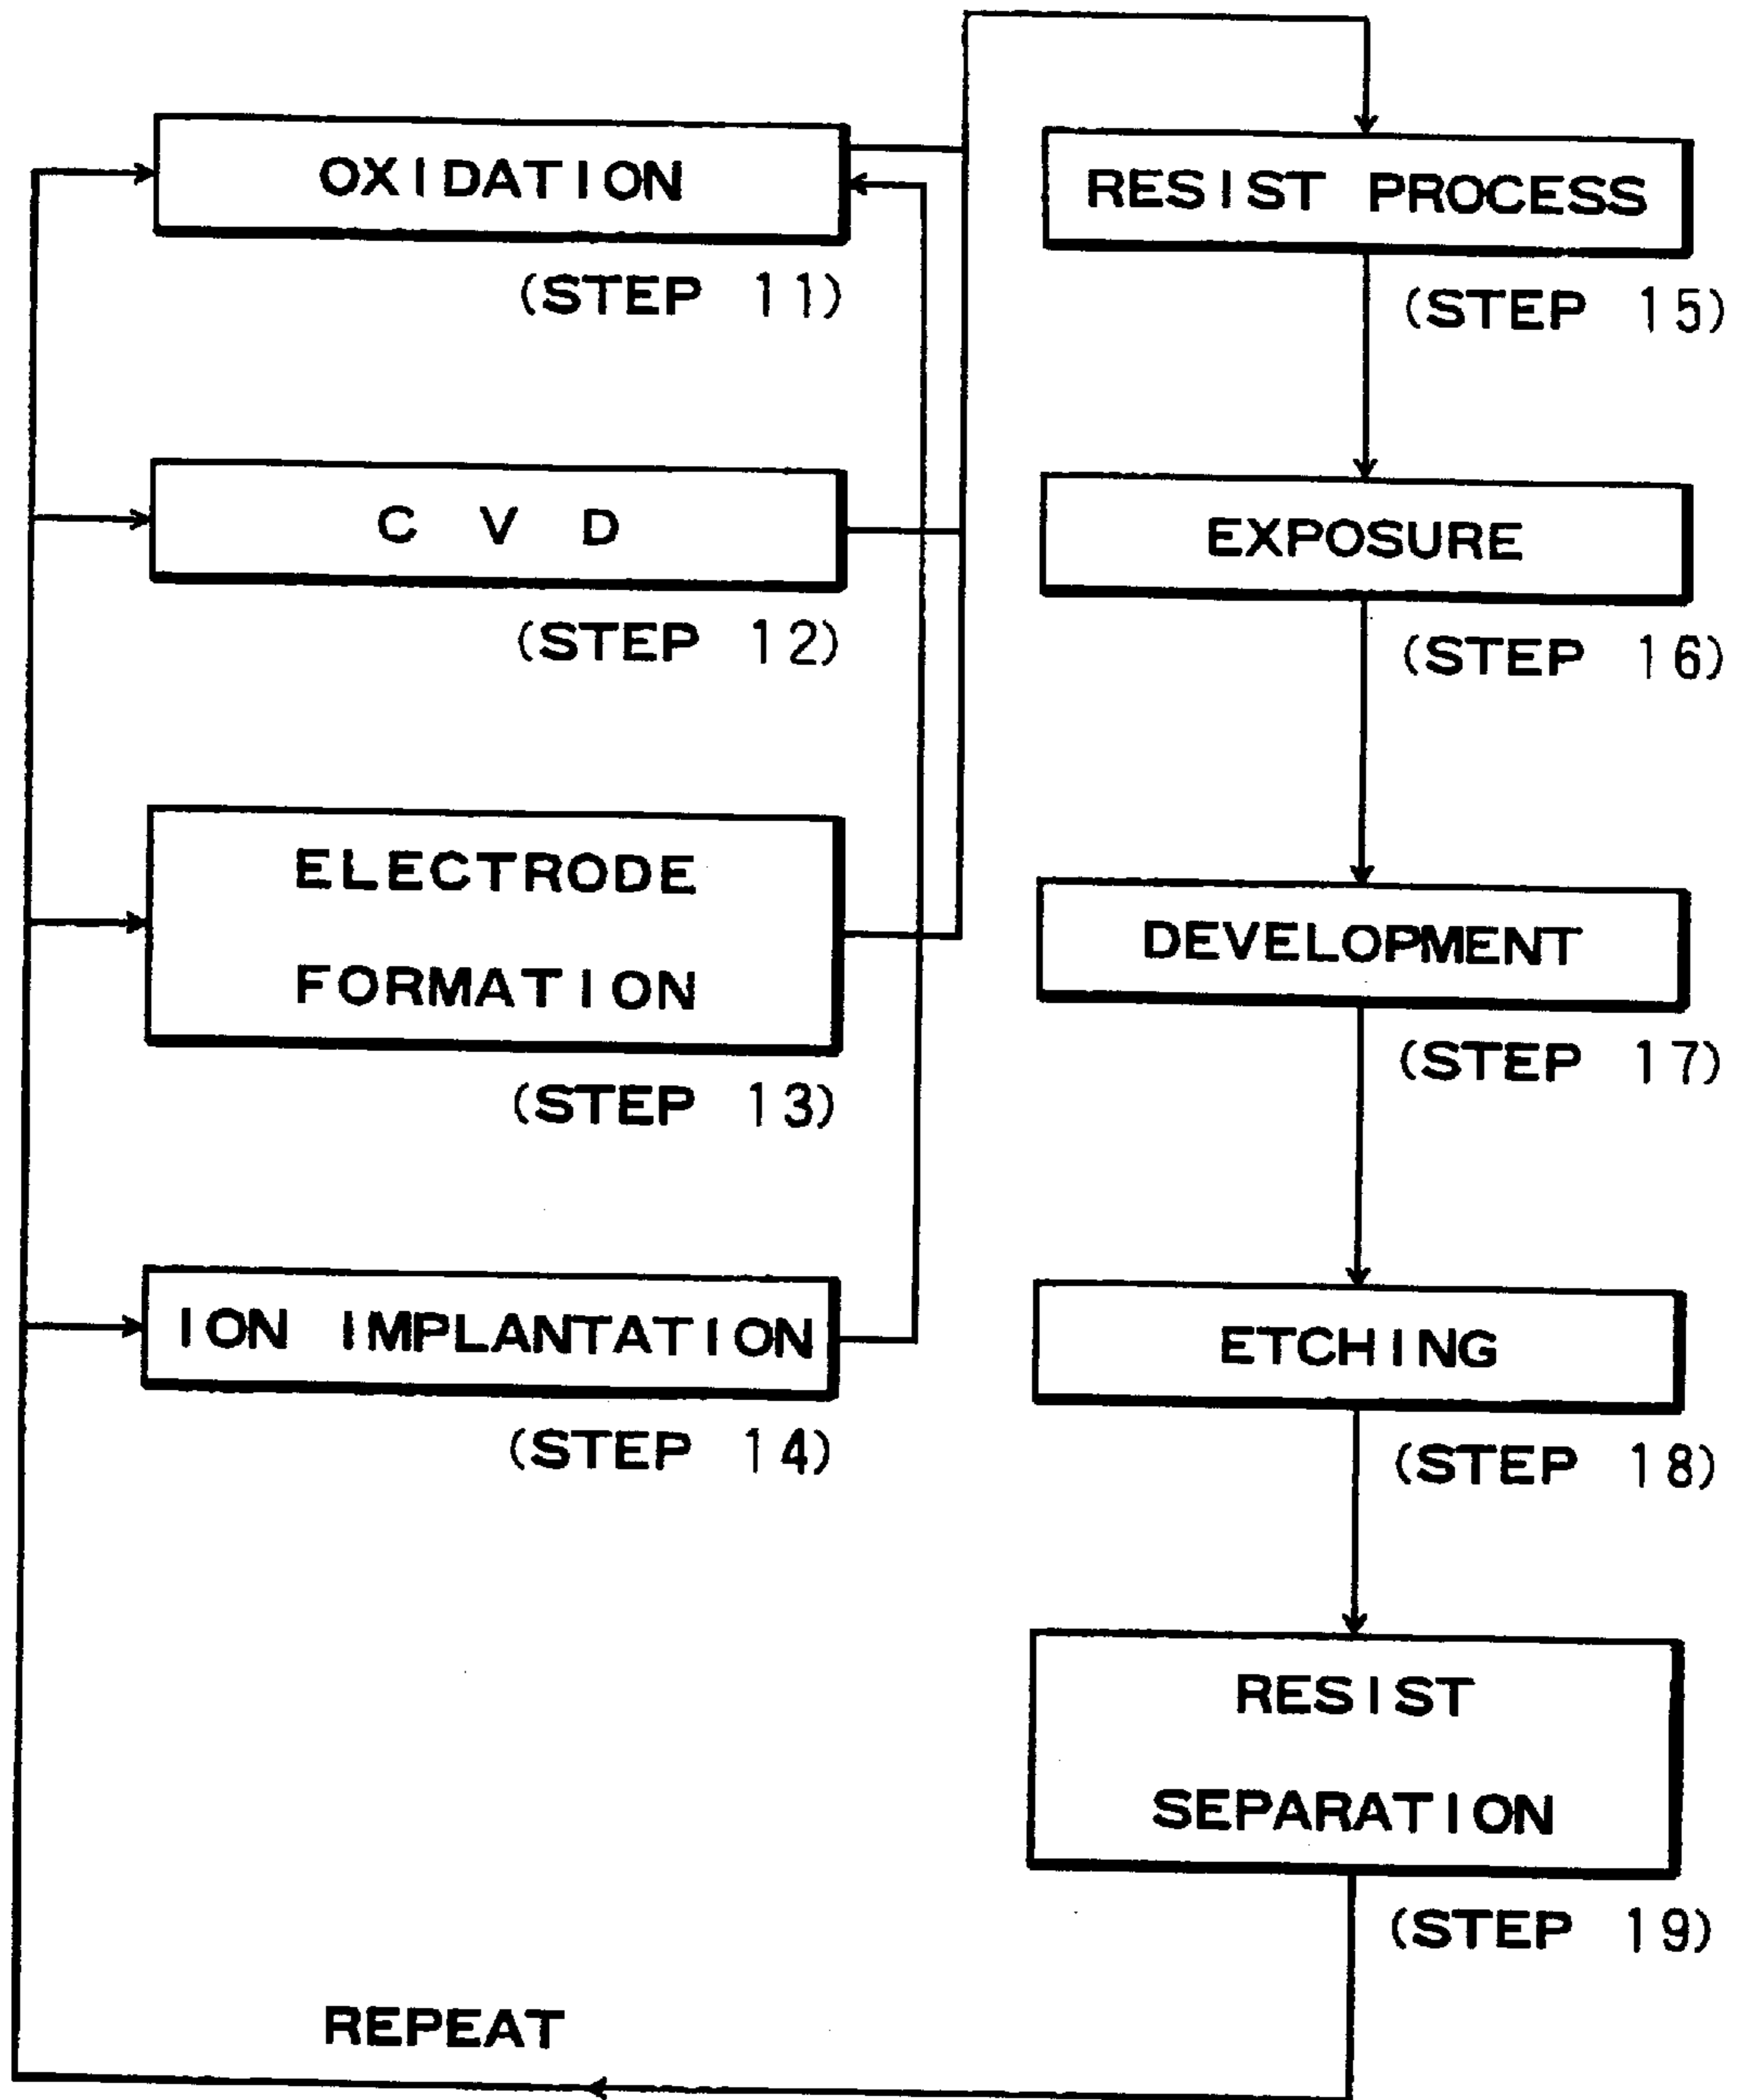 OXIDATION
(STEP 11)
CVD
(STEP 12)
ELECTRODE
FORMATION
(STEP 13)
ION IMPLANTATION
(STEP 14)
RESIST PROCESS
(STEP 15)
EXPOSURE
(STEP 16)
DEVELOPMENT
(STEP 17)
ETCHING
(STEP 18)
RESIST
SEPARATION
(STEP 19)
REPEAT